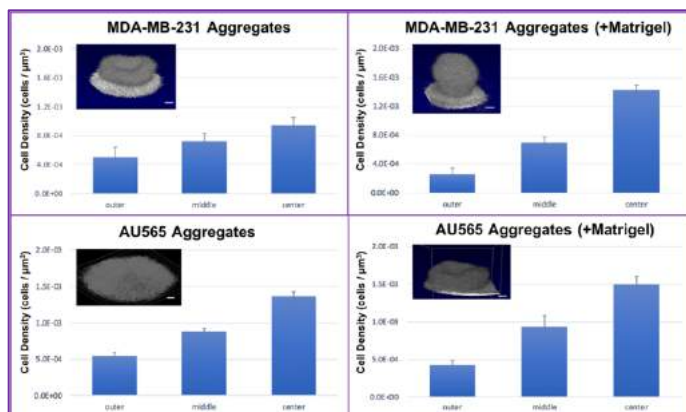 MDA-MB-231 Aggregates
Cell Density (cells / µm³)
2.0E-03
1.6E-03
1.2E-03
8.0E-04
4.0E-04
0.0E+00
outer middle center
MDA-MB-231 Aggregates (+Matrigel)
Cell Density (cells / µm³)
2.0E-03
1.6E-03
1.2E-03
8.0E-04
4.0E-04
0.0E+00
outer middle center
AU565 Aggregates
Cell Density (cells / µm³)
2.0E-03
1.5E-03
1.0E-03
5.0E-04
0.0E+00
outer middle center
AU565 Aggregates (+Matrigel)
Cell Density (cells / µm³)
2.0E-03
1.5E-03
1.0E-03
5.0E-04
0.0E+00
outer middle center